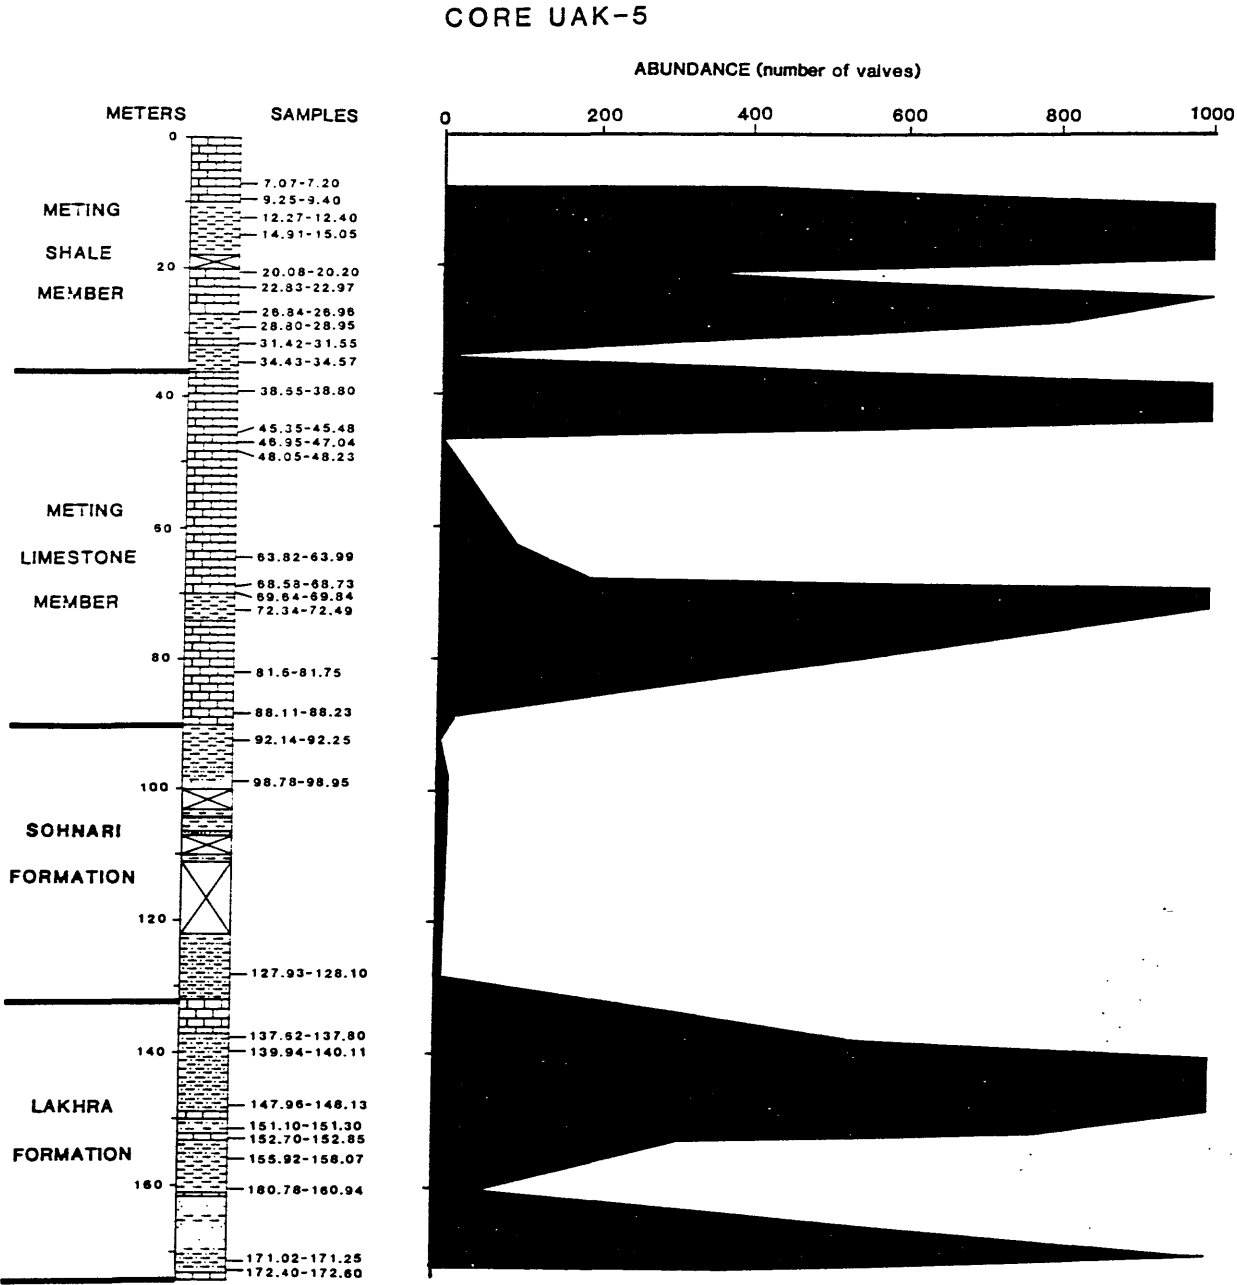 CORE UAK-5
ABUNDANCE (number of valves)
METERS SAMPLES
0 200 400 600 800 1000
0
7.07-7.20
9.25-9.40
METING
12.27-12.40
14.91-15.05
SHALE
20
20.08-20.20
22.83-22.97
MEMBER
26.84-26.96
28.80-28.95
31.42-31.55
34.43-34.57
38.55-38.80
40
45.35-45.48
46.95-47.04
48.05-48.23
METING
60
LIMESTONE
63.82-63.99
68.58-68.73
69.64-69.84
MEMBER
72.34-72.49
80
81.6-81.75
88.11-88.23
92.14-92.25
98.78-98.95
100
SOHNARI
FORMATION
120
127.93-128.10
137.62-137.80
140
139.94-140.11
LAKHRA
147.96-148.13
151.10-151.30
152.70-152.85
FORMATION
155.92-156.07
160
180.78-160.94
171.02-171.25
172.40-172.60